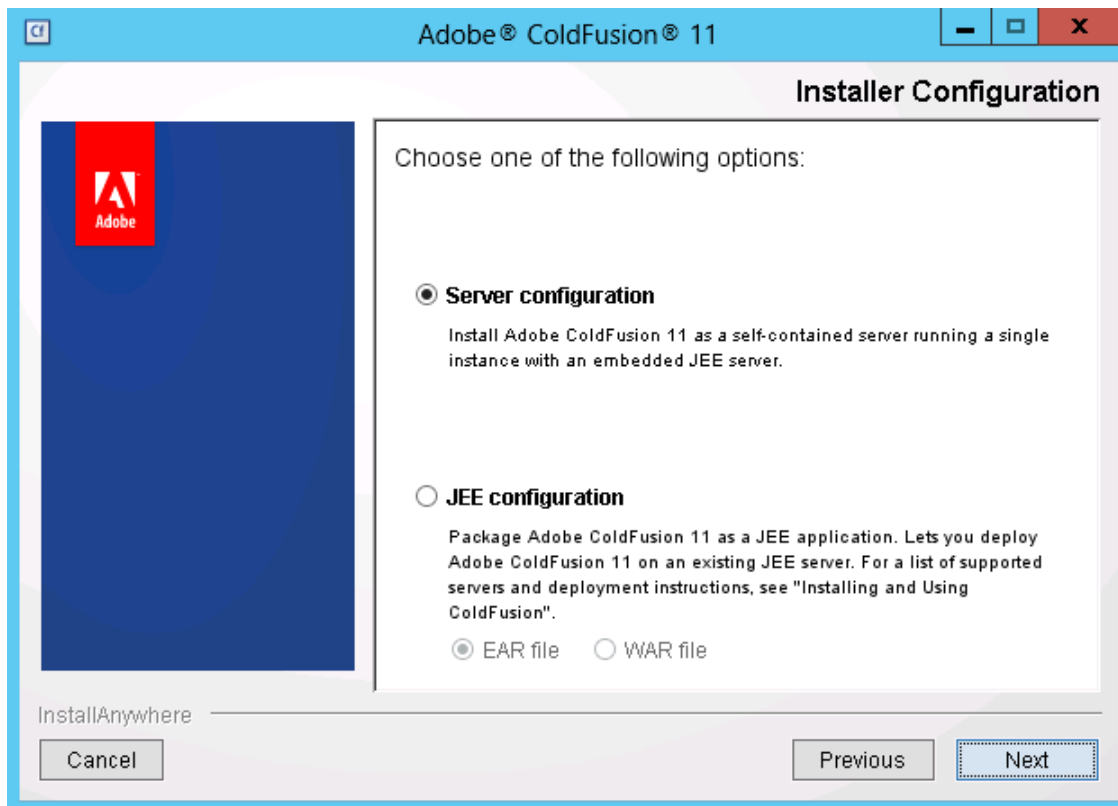 Cf
Adobe® ColdFusion® 11
Installer Configuration
Adobe
Choose one of the following options:
Server configuration
Install Adobe ColdFusion 11 as a self-contained server running a single
instance with an embedded JEE server.
JEE configuration
Package Adobe ColdFusion 11 as a JEE application. Lets you deploy
Adobe ColdFusion 11 on an existing JEE server. For a list of supported
servers and deployment instructions, see "Installing and Using
ColdFusion".
EAR file WAR file
InstallAnywhere
Cancel Previous Next